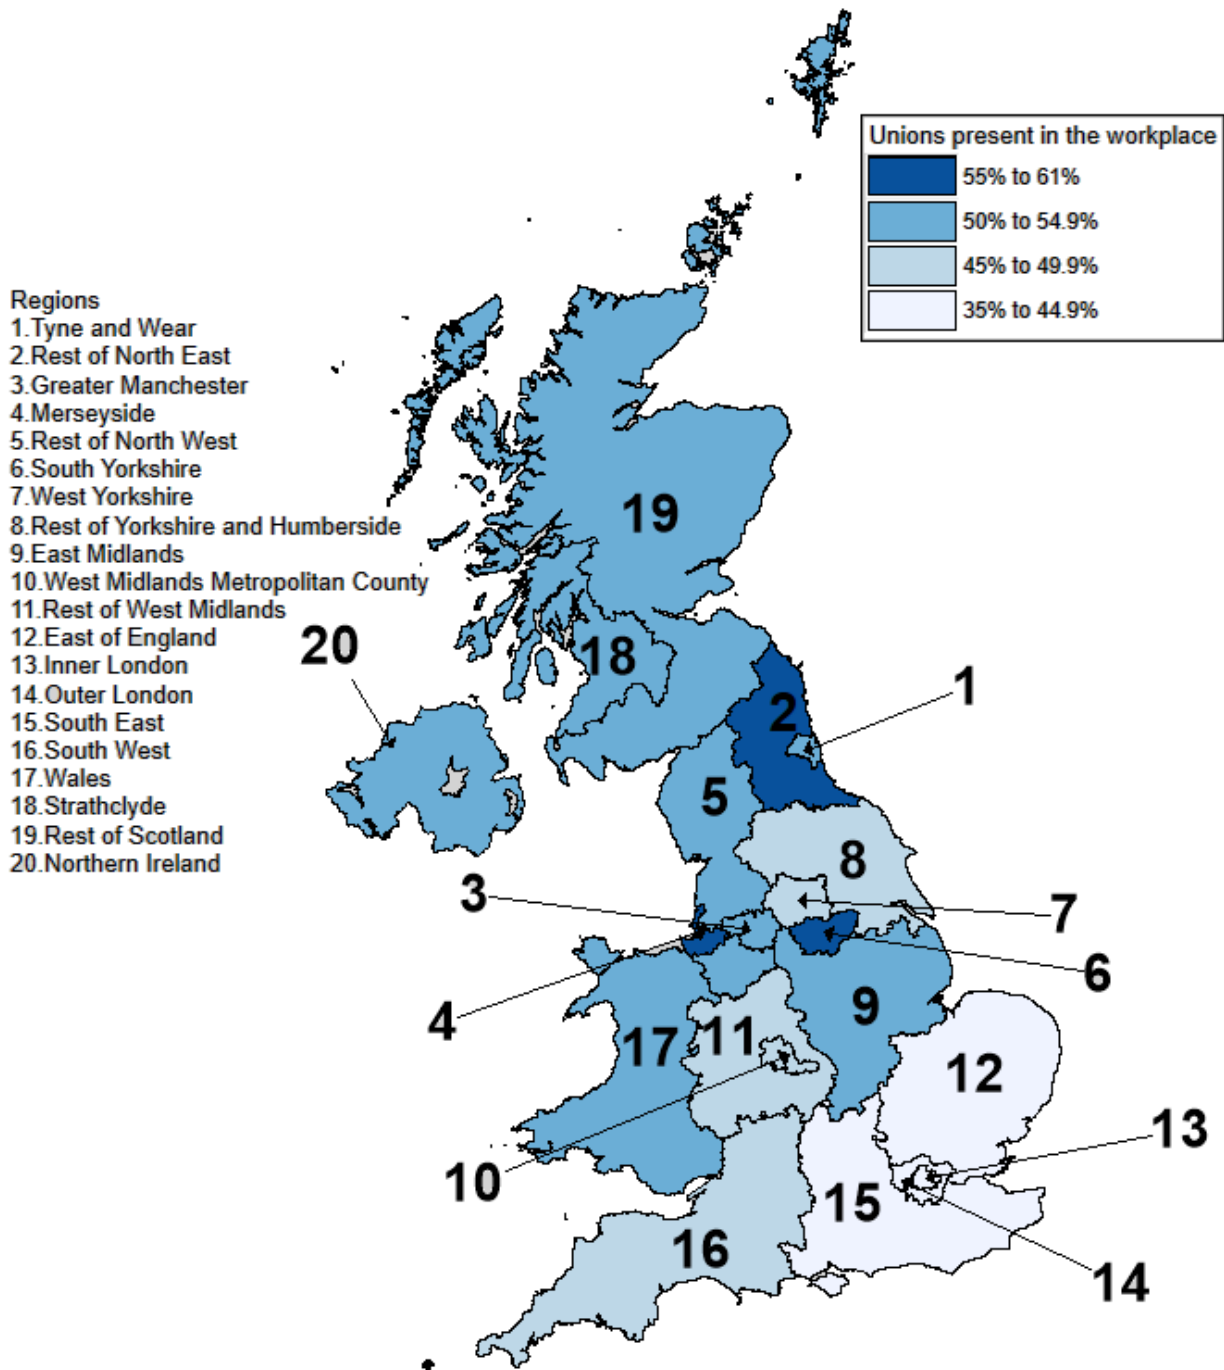 Unions present in the workplace
55% to 61%
50% to 54.9%
45% to 49.9%
35% to 44.9%
Regions
1.Tyne and Wear
2.Rest of North East
3.Greater Manchester
4.Merseyside
5.Rest of North West
6.South Yorkshire
7.West Yorkshire
8.Rest of Yorkshire and Humberside
9.East Midlands
10.West Midlands Metropolitan County
11.Rest of West Midlands
12.East of England
13.Inner London
14.Outer London
15.South East
16.South West
17.Wales
18.Strathclyde
19.Rest of Scotland
20.Northern Ireland
19
20
18
1
2
5
8
3
7
6
4
9
11
17
12
13
10
15
16
14